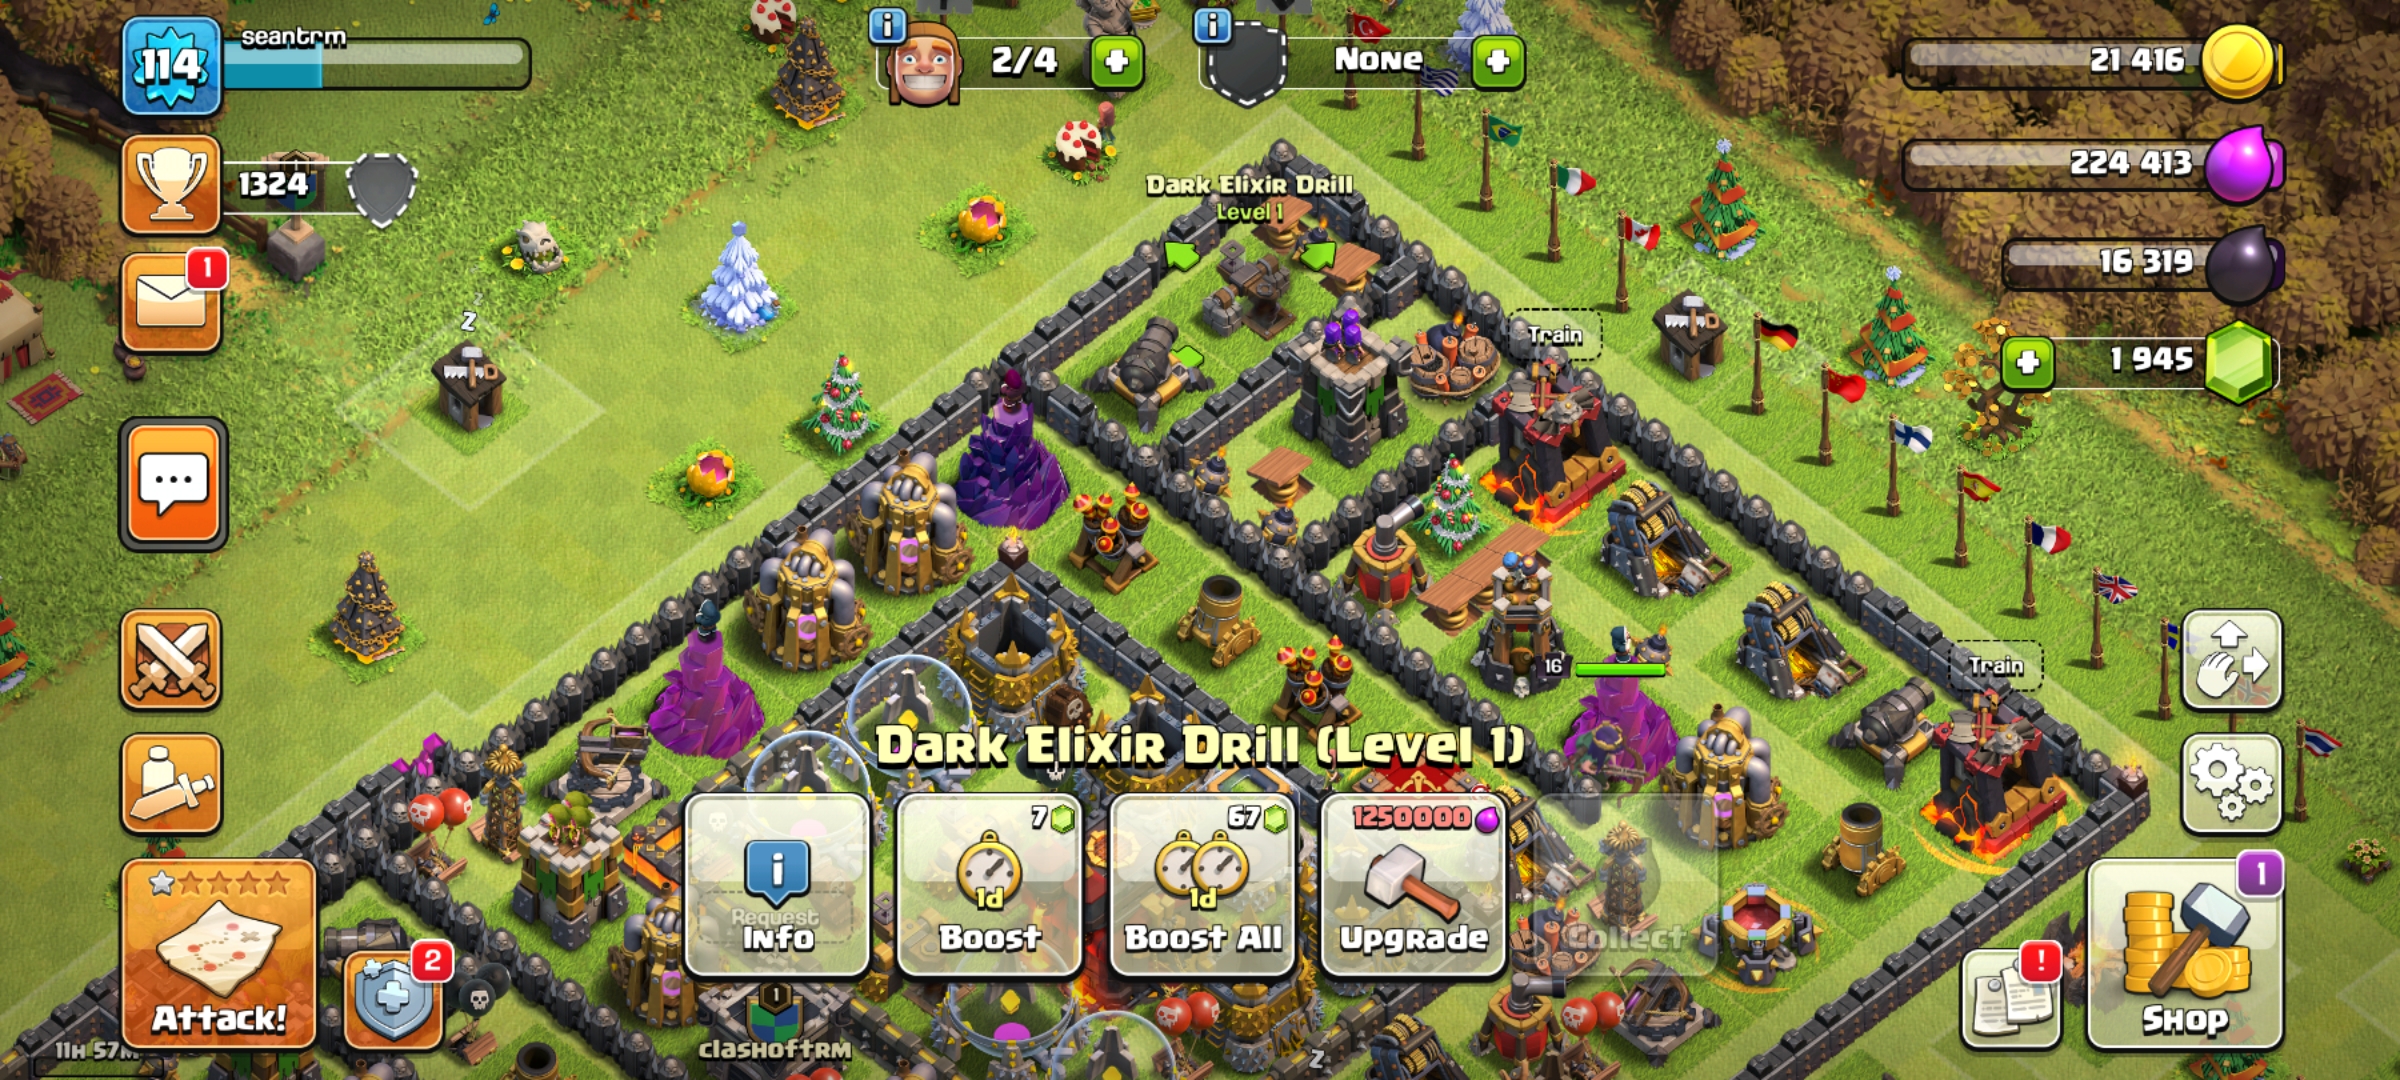 114
seantrm
2/4
None
21 416
1324
224 413
Dark Elixir Drill
Level 1
16 319
1
Z
Z
Train
1 945
Train
16
Dark Elixir Drill (Level 1)
7
67
1250000
1d
1d
Request
Info
Boost
Boost All
Upgrade
Collect
1
2
!
Attack!
1
Shop
clashoftrm
11H 57M
Z